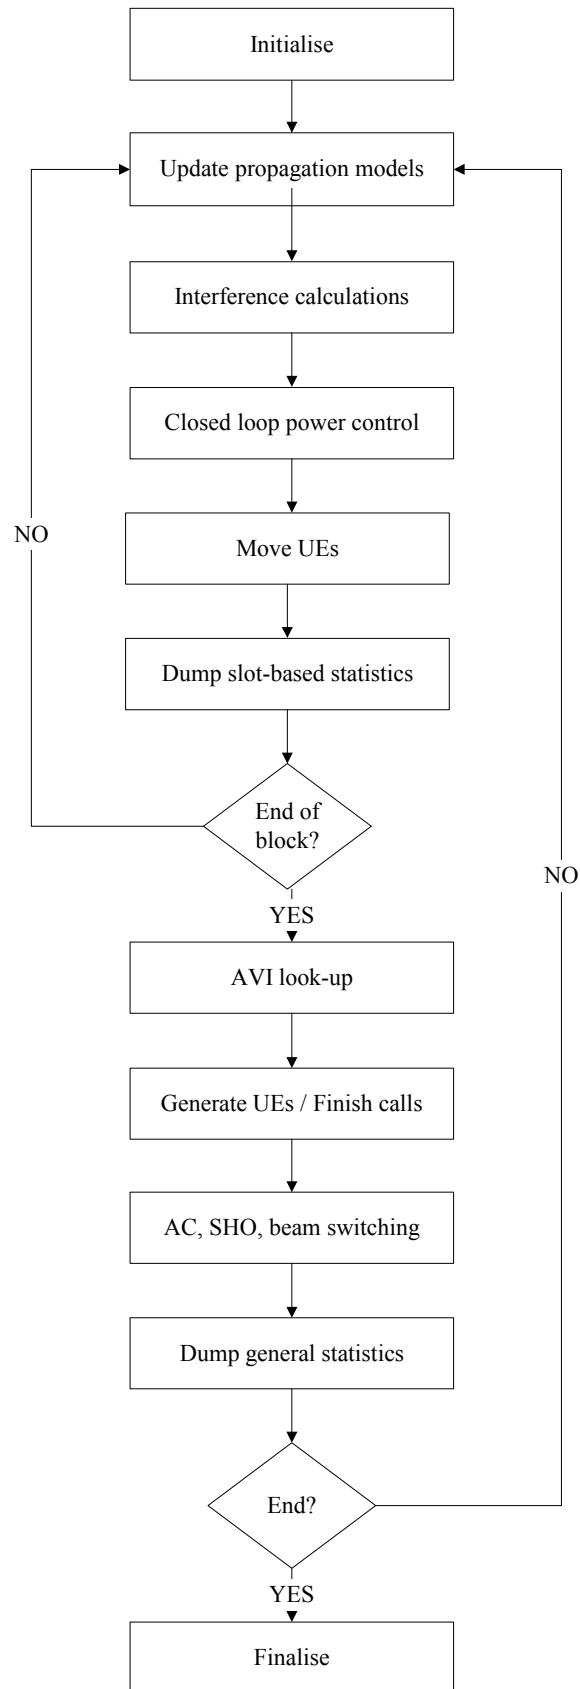 Initialise
Update propagation models
Interference calculations
Closed loop power control
NO
Move UEs
Dump slot-based statistics
End of
block?
NO
YES
AVI look-up
Generate UEs / Finish calls
AC, SHO, beam switching
Dump general statistics
End?
YES
Finalise